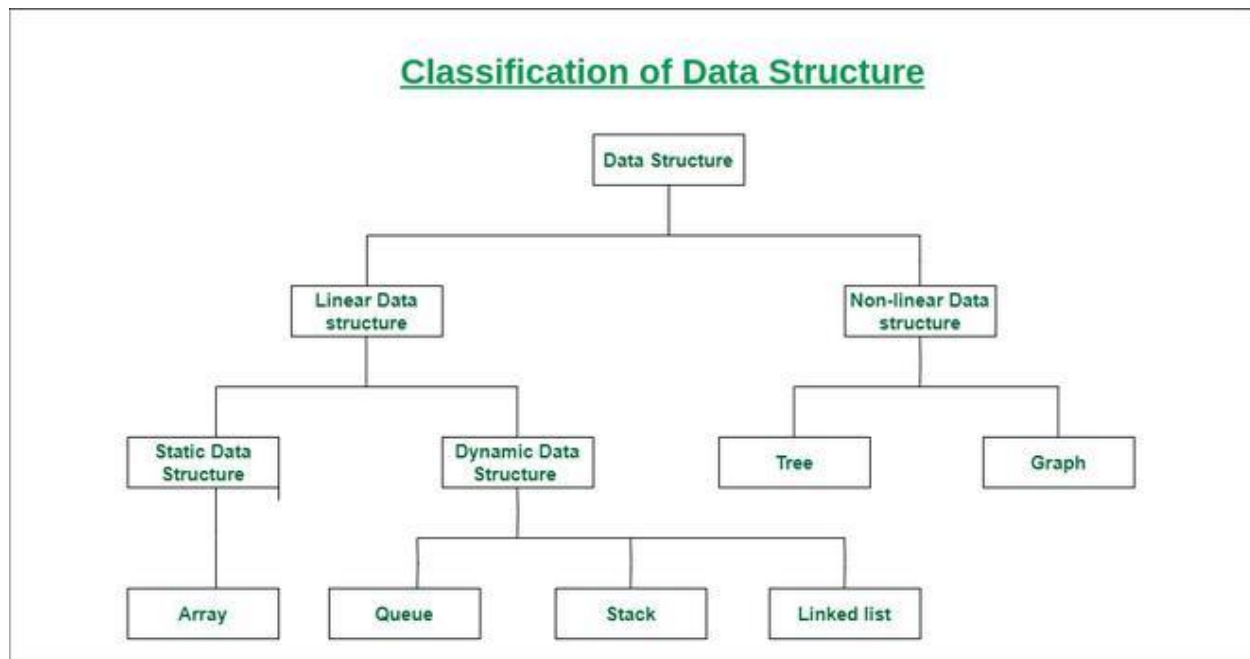 Classification of Data Structure
Data Structure
Linear Data
structure
Non-linear Data
structure
Static Data
Structure
Dynamic Data
Structure
Tree
Graph
Array
Queue
Stack
Linked list